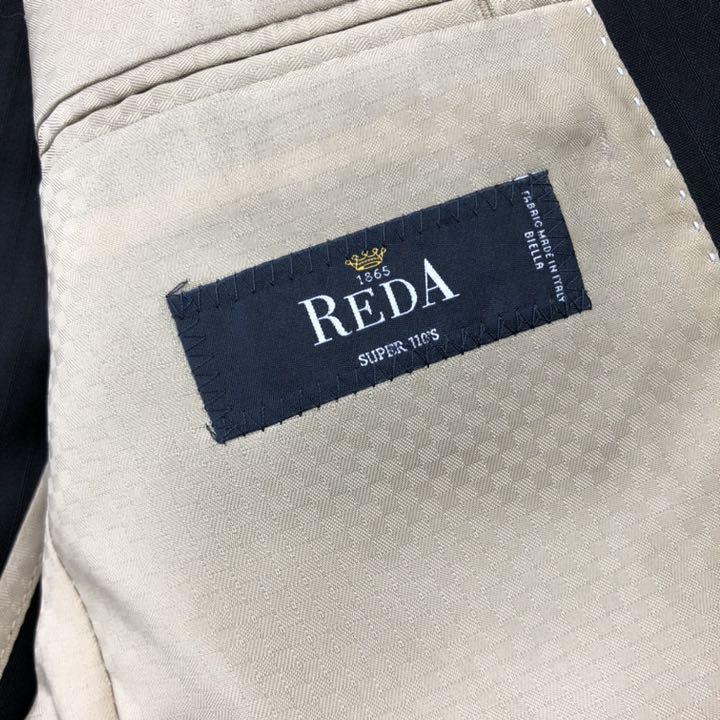 1865
REDA
SUPER 110'S
FABRIC MADE IN ITALY
BIELLA